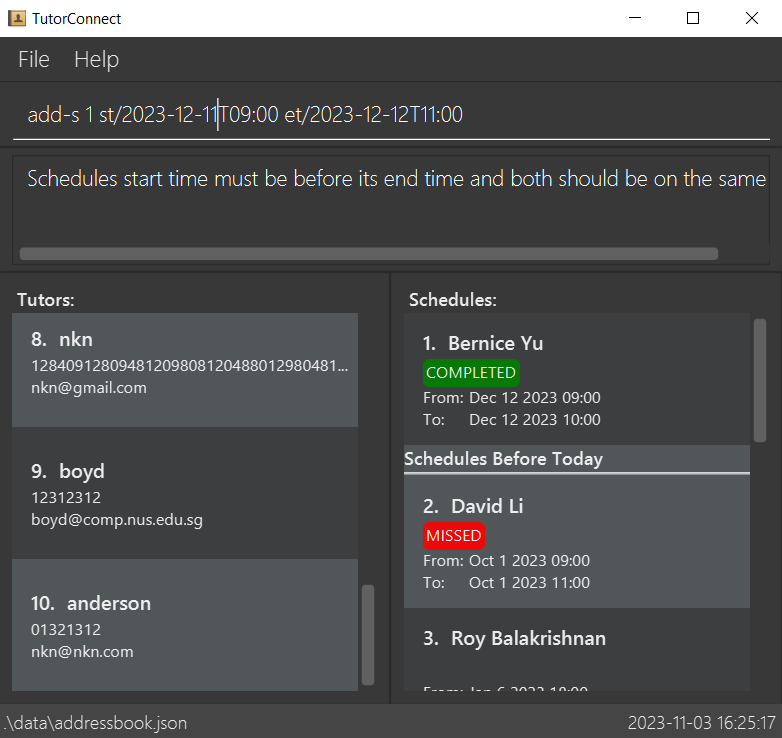 TutorConnect
File Help
add-s 1 st/2023-12-11T09:00 et/2023-12-12T11:00
Schedules start time must be before its end time and both should be on the same
Tutors:
8. nkn
12840912809481209808120488012980481...
nkn@gmail.com
9. boyd
12312312
boyd@comp.nus.edu.sg
10. anderson
01321312
nkn@nkn.com
Schedules:
1. Bernice Yu
COMPLETED
From: Dec 12 2023 09:00
To: Dec 12 2023 10:00
Schedules Before Today
2. David Li
MISSED
From: Oct 1 2023 09:00
To: Oct 1 2023 11:00
3. Roy Balakrishnan
.\data\addressbook.json
2023-11-03 16:25:17